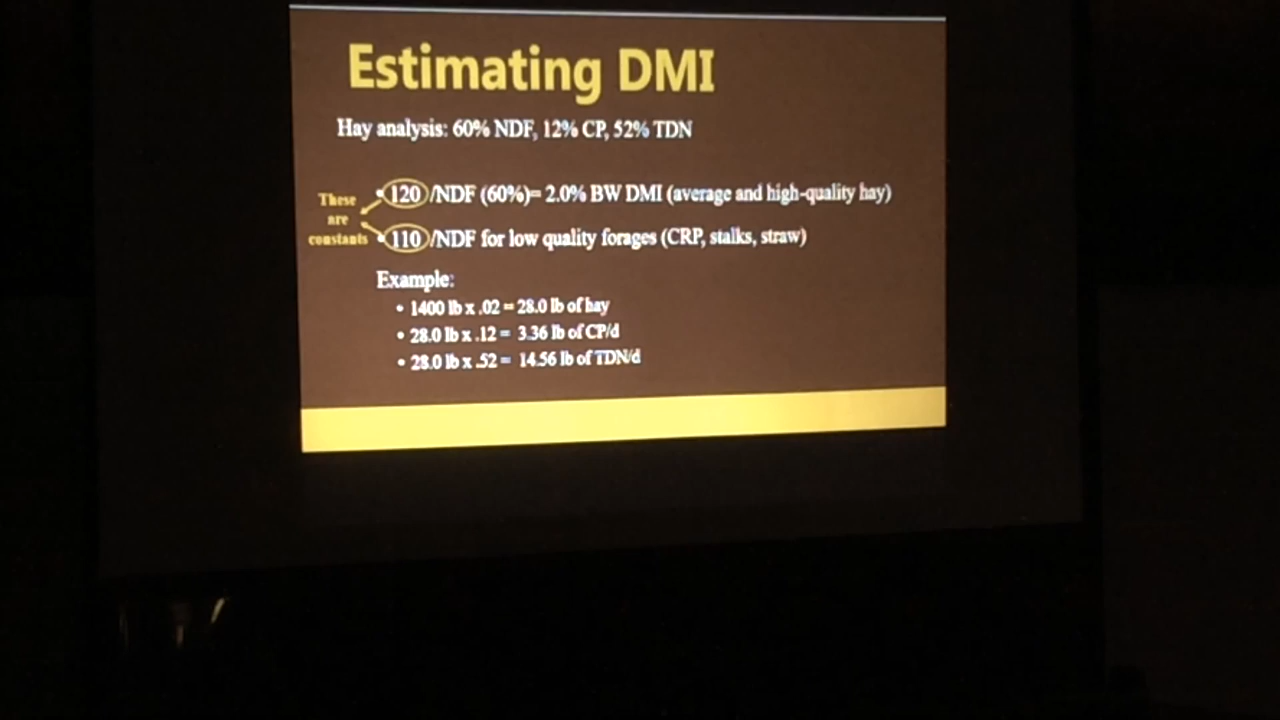 Estimating DMI
Hay analysis: 60% NDF, 12% CP, 52% TDN
These
are
constants
• 120 /NDF (60%)= 2.0% BW DMI (average and high-quality hay)
• 110 /NDF for low quality forages (CRP, stalks, straw)
Example:
• 1400 lb x .02 = 28.0 lb of hay
• 28.0 lb x .12 = 3.36 lb of CP/d
• 28.0 lb x .52 = 14.56 lb of TDN/d